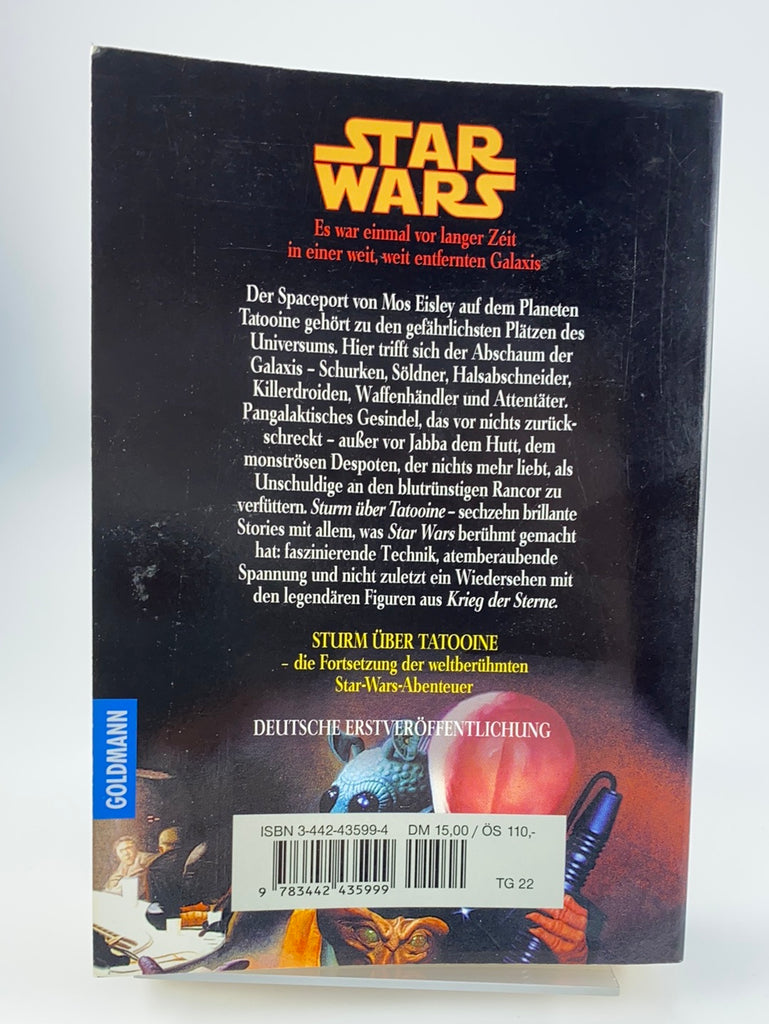 STAR
WARS
Es war einmal vor langer Zeit
in einer weit, weit entfernten Galaxis
Der Spaceport von Mos Eisley auf dem Planeten
Tatooine gehört zu den gefährlichsten Plätzen des
Universums. Hier trifft sich der Abschaum der
Galaxis – Schurken, Söldner, Halsabschneider,
Killerdroiden, Waffenhändler und Attentäter.
Pangalaktisches Gesindel, das vor nichts zurück-
schreckt – außer vor Jabba dem Hutt, dem
monströsen Despoten, der nichts mehr liebt, als
Unschuldige an den blutrünstigen Rancor zu
verfüttern. Sturm über Tatooine – sechzehn brillante
Stories mit allem, was Star Wars berühmt gemacht
hat: faszinierende Technik, atemberaubende
Spannung und nicht zuletzt ein Wiedersehen mit
den legendären Figuren aus Krieg der Sterne.
STURM ÜBER TATOOINE
– die Fortsetzung der weltberühmten
Star-Wars-Abenteuer
DEUTSCHE ERSTVERÖFFENTLICHUNG
GOLDMANN
ISBN 3-442-43599-4 DM 15,00 / ÖS 110,-
9 783442 435999
TG 22